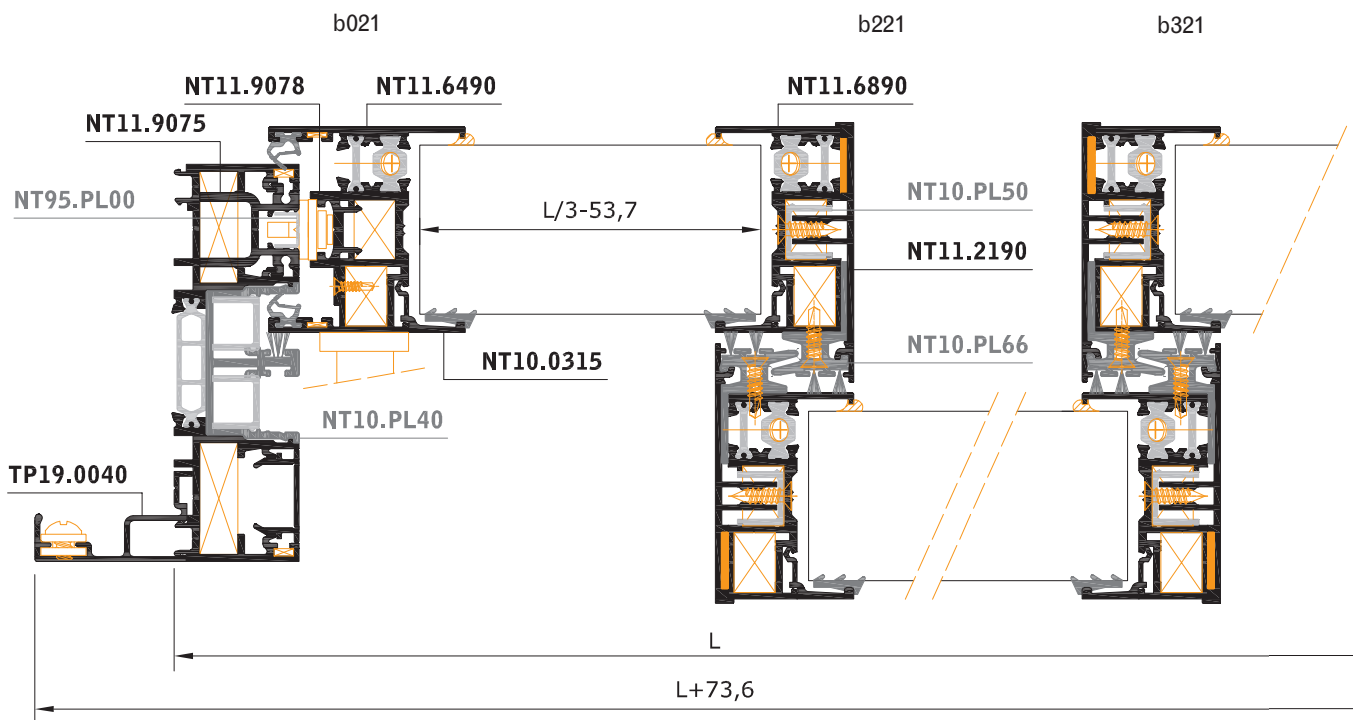 b021 b221 b321
NT11.9078 NT11.6490 NT11.6890
NT11.9075
NT95.PL00 NT10.PL50
L/3-53,7
NT11.2190
NT10.0315 NT10.PL66
NT10.PL40
TP19.0040
L
L+73,6